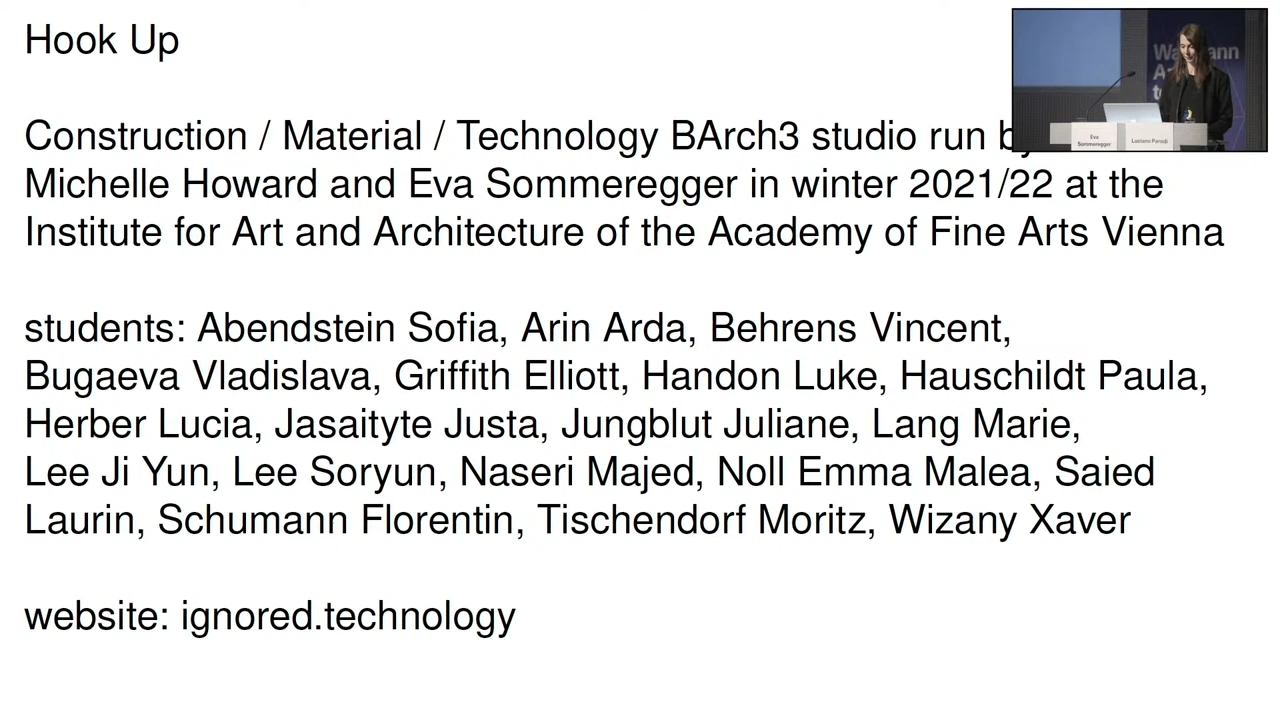 Hook Up
Construction / Material / Technology BArch3 studio run by
Michelle Howard and Eva Sommeregger in winter 2021/22 at the
Institute for Art and Architecture of the Academy of Fine Arts Vienna
students: Abendstein Sofia, Arin Arda, Behrens Vincent,
Bugaeva Vladislava, Griffith Elliott, Handon Luke, Hauschildt Paula,
Herber Lucia, Jasaityte Justa, Jungblut Juliane, Lang Marie,
Lee Ji Yun, Lee Soryun, Naseri Majed, Noll Emma Malea, Saied
Laurin, Schumann Florentin, Tischendorf Moritz, Wizany Xaver
website: ignored.technology
Eva
Sommeregger
Luciano Parodi